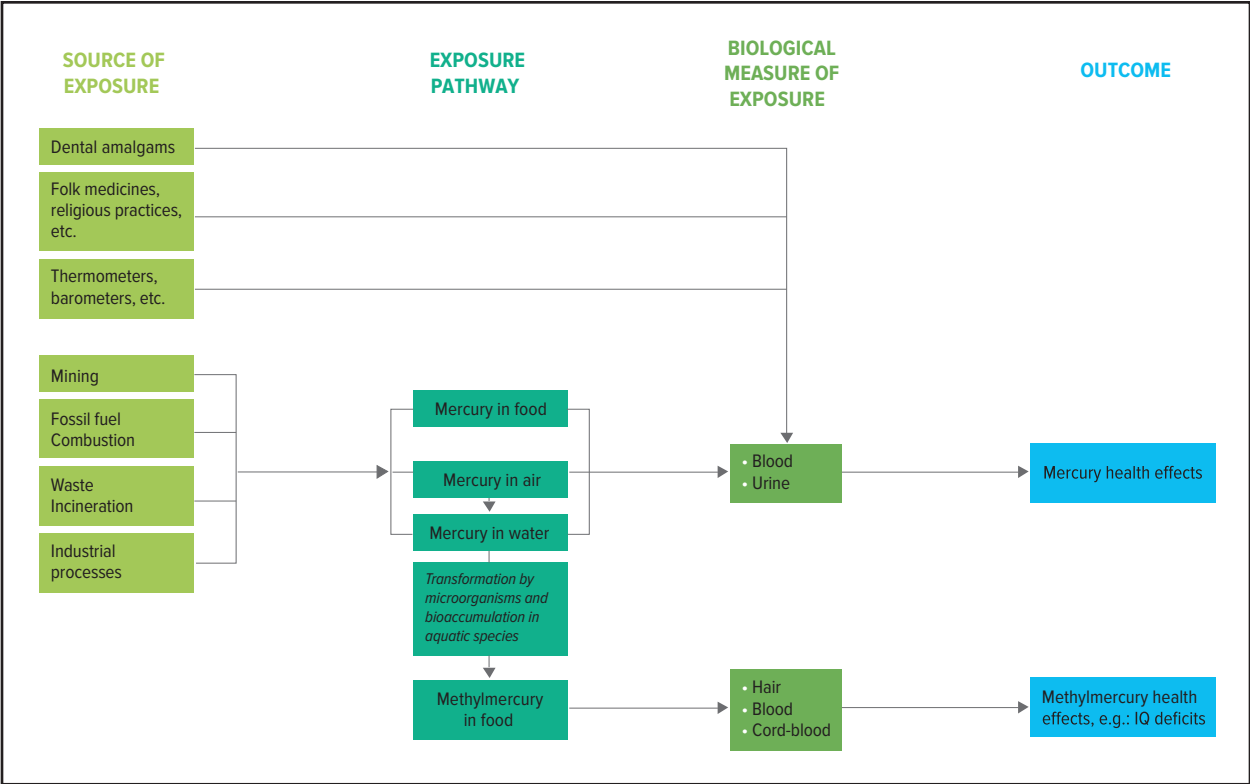 SOURCE OF
EXPOSURE
EXPOSURE
PATHWAY
BIOLOGICAL
MEASURE OF
EXPOSURE
OUTCOME
Dental amalgams
Folk medicines,
religious practices,
etc.
Thermometers,
barometers, etc.
Mining
Fossil fuel
Combustion
Waste
Incineration
Industrial
processes
Mercury in food
Mercury in air
Mercury in water
Transformation by
microorganisms and
bioaccumulation in
aquatic species
Methylmercury
in food
• Blood
• Urine
• Hair
• Blood
• Cord-blood
Mercury health effects
Methylmercury health
effects, e.g.: IQ deficits